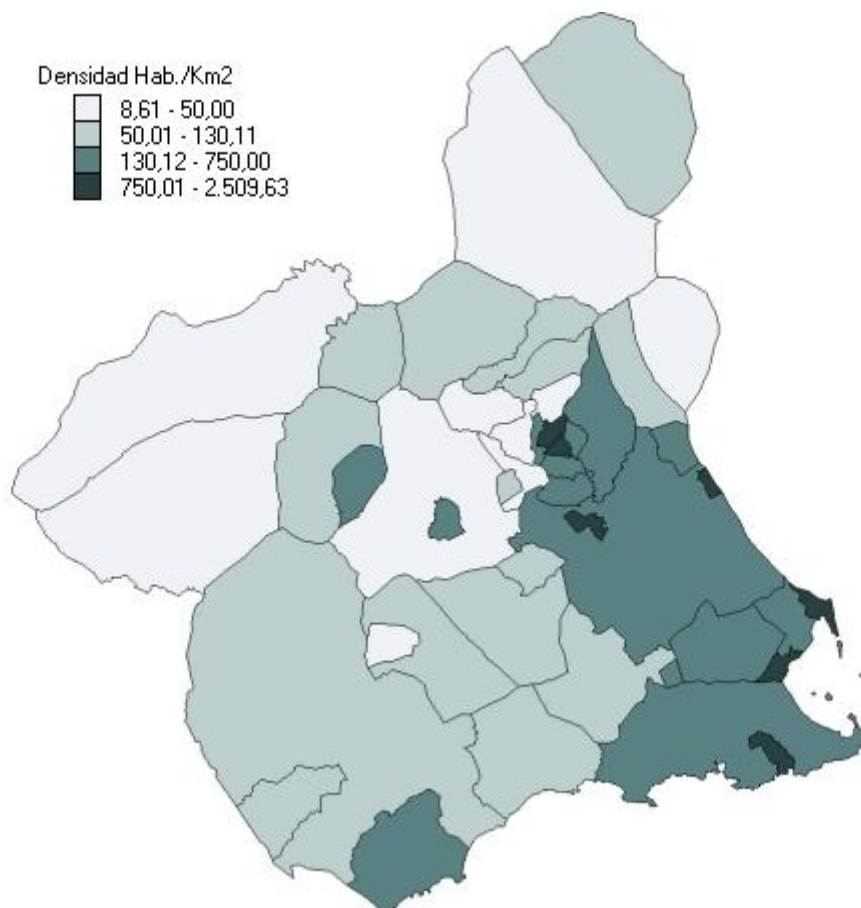 Densidad Hab./Km2
8,61 - 50,00
50,01 - 130,11
130,12 - 750,00
750,01 - 2.509,63